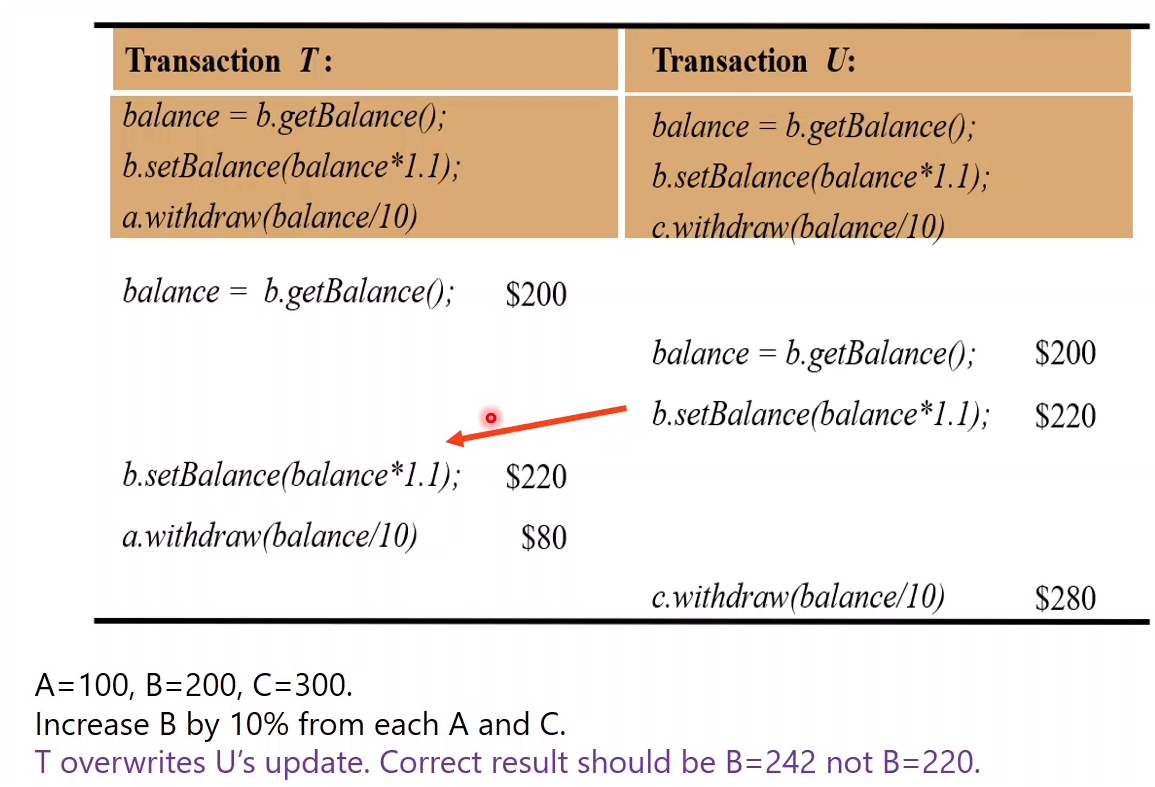 Transaction T: Transaction U:
balance = b.getBalance(); balance = b.getBalance();
b.setBalance(balance*1.1); b.setBalance(balance*1.1);
a.withdraw(balance/10) c.withdraw(balance/10)
balance = b.getBalance(); $200
balance = b.getBalance(); $200
b.setBalance(balance*1.1); $220
b.setBalance(balance*1.1); $220
a.withdraw(balance/10) $80
c.withdraw(balance/10) $280
A=100, B=200, C=300.
Increase B by 10% from each A and C.
T overwrites U’s update. Correct result should be B=242 not B=220.